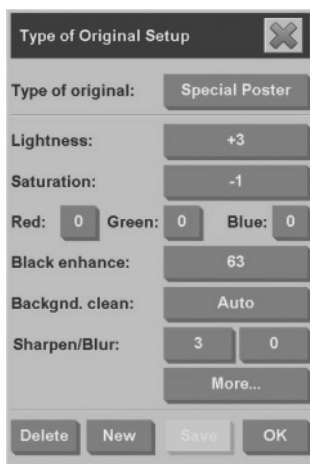 Type of Original Setup
Type of original: Special Poster
Lightness: +3
Saturation: -1
Red: 0 Green: 0 Blue: 0
Black enhance: 63
Backgnd. clean: Auto
Sharpen/Blur: 3 0
More...
Delete New Save OK